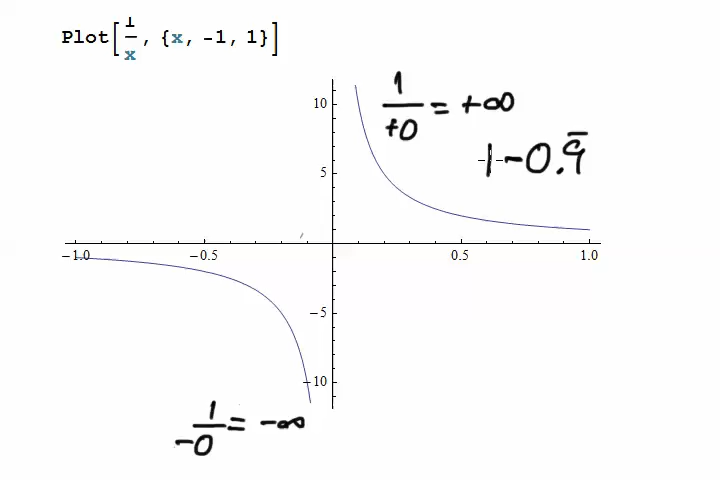 Plot[1/x, {x, -1, 1}]
10
1/+0 = +∞
1-0.9̅
5
-1.0 -0.5 0.5 1.0
-5
-10
1/-0 = -∞